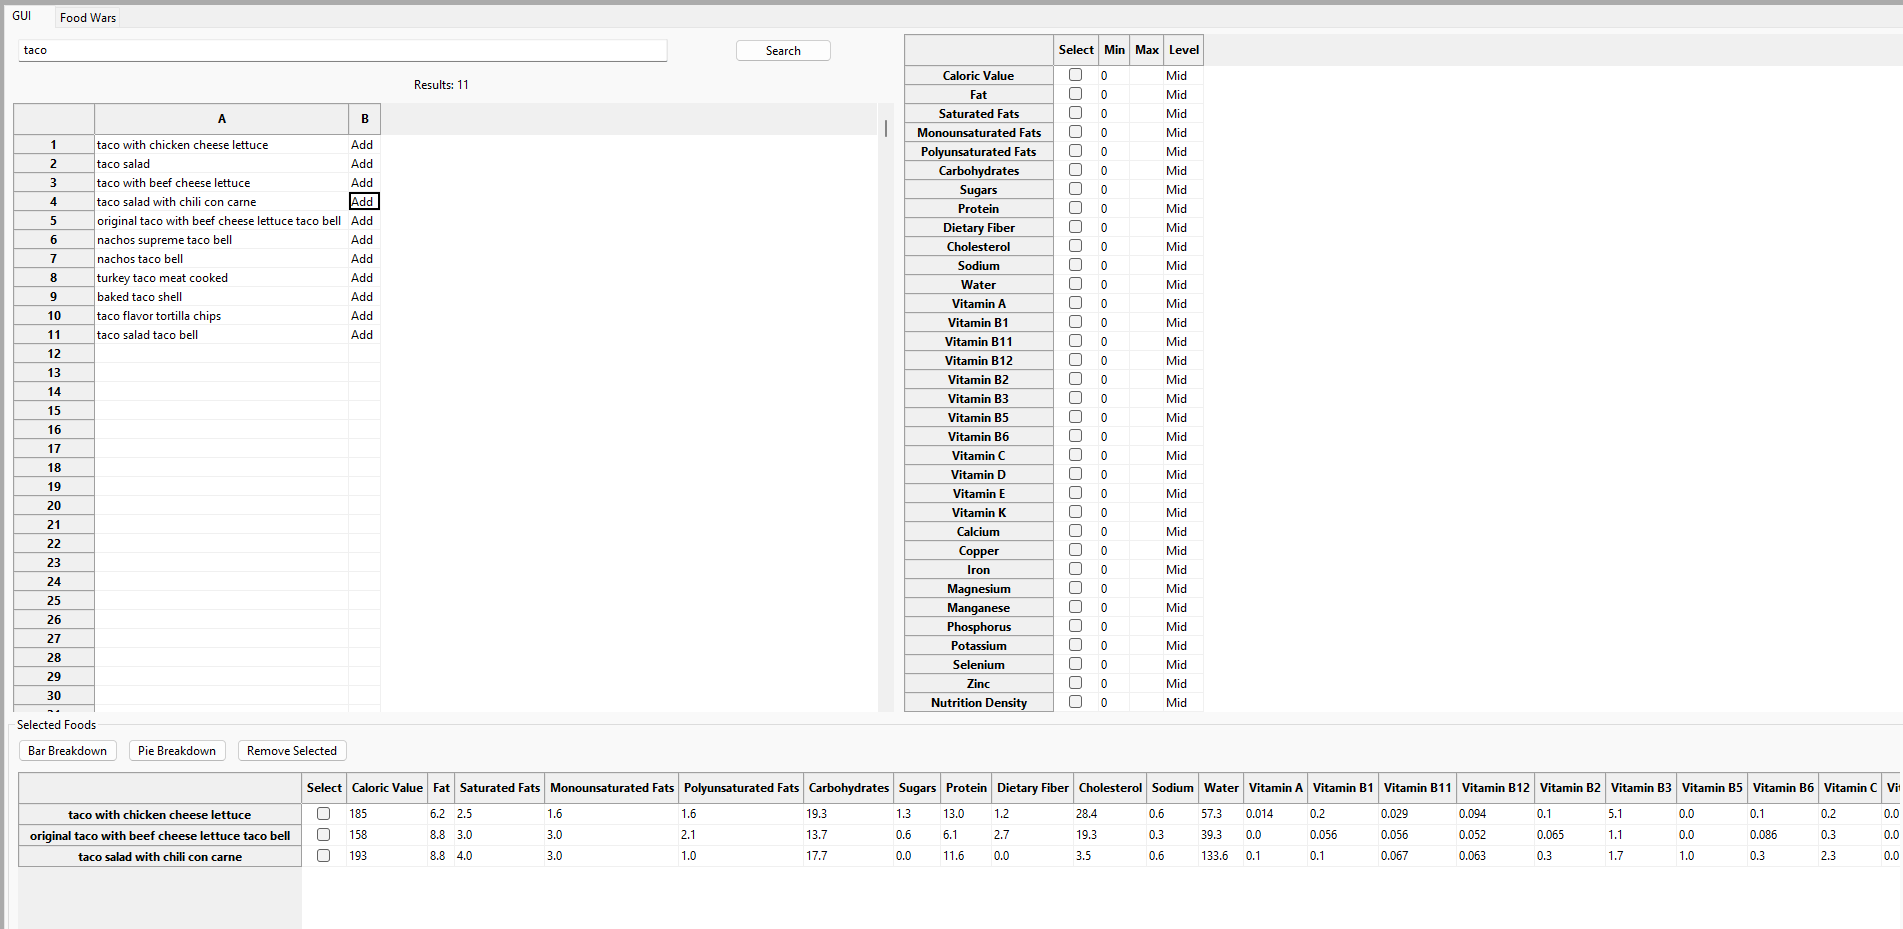 GUI Food Wars
taco Search
Results: 11
A B
1 taco with chicken cheese lettuce Add
2 taco salad Add
3 taco with beef cheese lettuce Add
4 taco salad with chili con carne Add
5 original taco with beef cheese lettuce taco bell Add
6 nachos supreme taco bell Add
7 nachos taco bell Add
8 turkey taco meat cooked Add
9 baked taco shell Add
10 taco flavor tortilla chips Add
11 taco salad taco bell Add
12
13
14
15
16
17
18
19
20
21
22
23
24
25
26
27
28
29
30
Select Min Max Level
Caloric Value 0 Mid
Fat 0 Mid
Saturated Fats 0 Mid
Monounsaturated Fats 0 Mid
Polyunsaturated Fats 0 Mid
Carbohydrates 0 Mid
Sugars 0 Mid
Protein 0 Mid
Dietary Fiber 0 Mid
Cholesterol 0 Mid
Sodium 0 Mid
Water 0 Mid
Vitamin A 0 Mid
Vitamin B1 0 Mid
Vitamin B11 0 Mid
Vitamin B12 0 Mid
Vitamin B2 0 Mid
Vitamin B3 0 Mid
Vitamin B5 0 Mid
Vitamin B6 0 Mid
Vitamin C 0 Mid
Vitamin D 0 Mid
Vitamin E 0 Mid
Vitamin K 0 Mid
Calcium 0 Mid
Copper 0 Mid
Iron 0 Mid
Magnesium 0 Mid
Manganese 0 Mid
Phosphorus 0 Mid
Potassium 0 Mid
Selenium 0 Mid
Zinc 0 Mid
Nutrition Density 0 Mid
Selected Foods
Bar Breakdown Pie Breakdown Remove Selected
Select Caloric Value Fat Saturated Fats Monounsaturated Fats Polyunsaturated Fats Carbohydrates Sugars Protein Dietary Fiber Cholesterol Sodium Water Vitamin A Vitamin B1 Vitamin B11 Vitamin B12 Vitamin B2 Vitamin B3 Vitamin B5 Vitamin B6 Vitamin C
taco with chicken cheese lettuce 185 6.2 2.5 1.6 1.6 19.3 1.3 13.0 1.2 28.4 0.6 57.3 0.014 0.2 0.029 0.094 0.1 5.1 0.0 0.1 0.2 0.0
original taco with beef cheese lettuce taco bell 158 8.8 3.0 3.0 2.1 13.7 0.6 6.1 2.7 19.3 0.3 39.3 0.0 0.056 0.056 0.052 0.065 1.1 0.0 0.086 0.3 0.0
taco salad with chili con carne 193 8.8 4.0 3.0 1.0 17.7 0.0 11.6 0.0 3.5 0.6 133.6 0.1 0.1 0.067 0.063 0.3 1.7 1.0 0.3 2.3 0.0